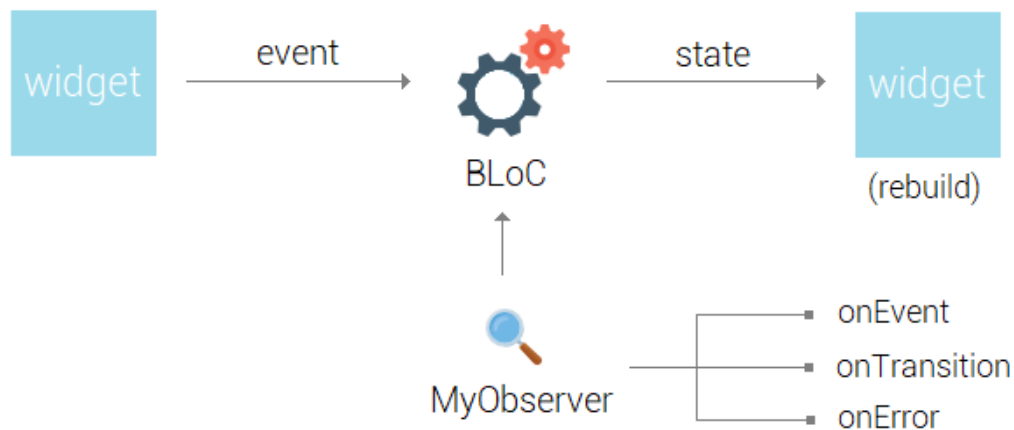 widget
event
state
widget
BLoC
(rebuild)
onEvent
onTransition
MyObserver
onError